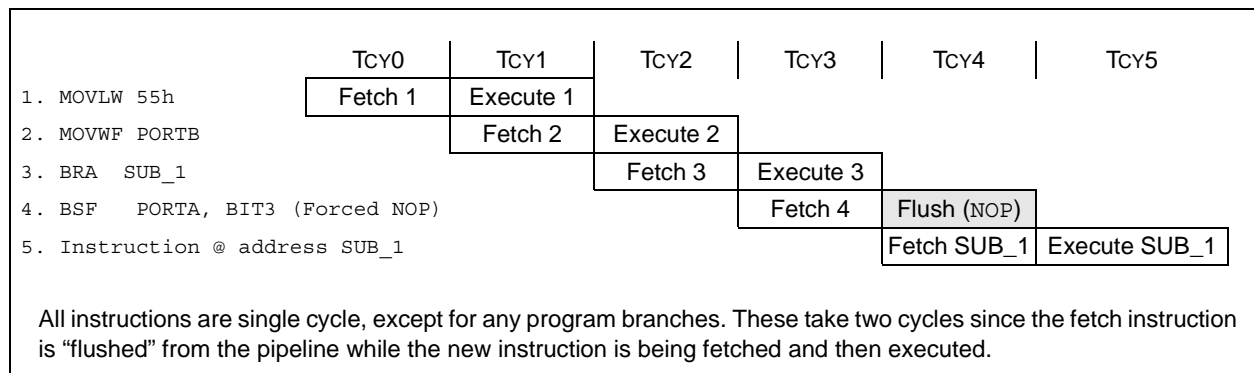 TCY0 TCY1 TCY2 TCY3 TCY4 TCY5
1. MOVLW 55h Fetch 1 Execute 1
2. MOVWF PORTB Fetch 2 Execute 2
3. BRA SUB_1 Fetch 3 Execute 3
4. BSF PORTA, BIT3 (Forced NOP) Fetch 4 Flush (NOP)
5. Instruction @ address SUB_1 Fetch SUB_1 Execute SUB_1
All instructions are single cycle, except for any program branches. These take two cycles since the fetch instruction
is “flushed” from the pipeline while the new instruction is being fetched and then executed.